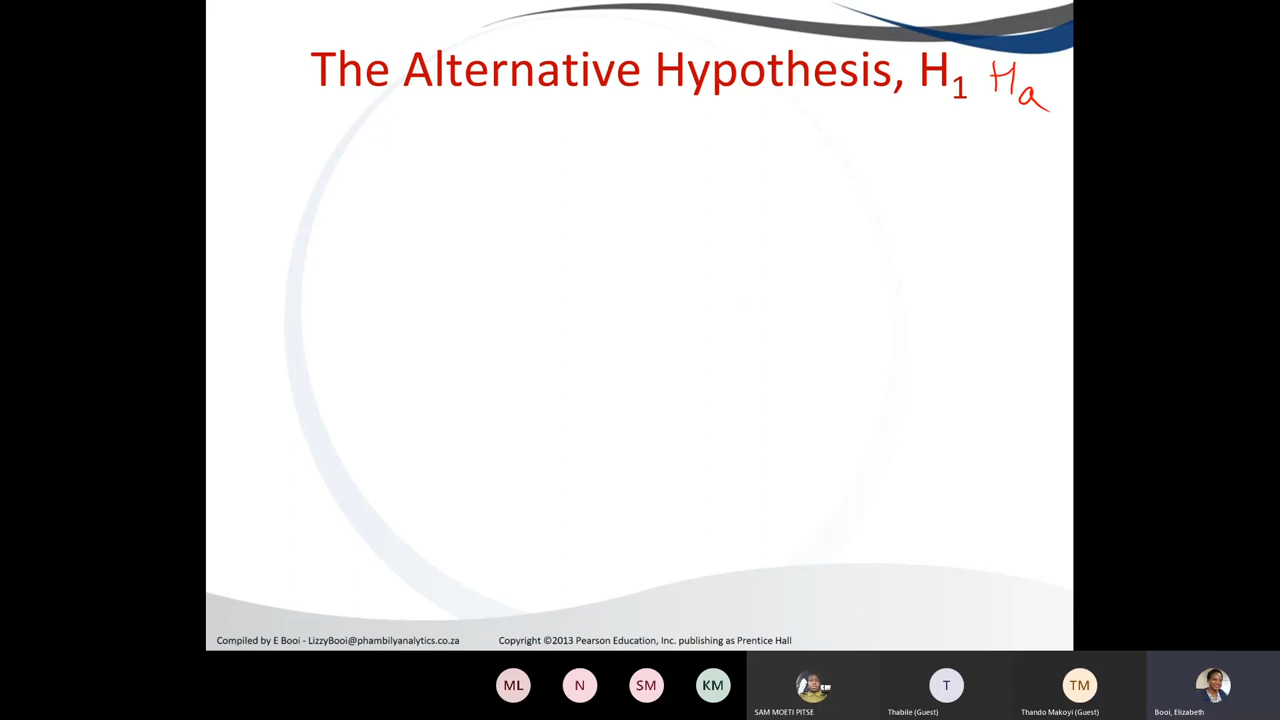 The Alternative Hypothesis, H1 Ha
Compiled by E Booi - LizzyBooi@phambilyanalytics.co.za Copyright ©2013 Pearson Education, Inc. publishing as Prentice Hall
ML N SM KM T TM
SAM MOETI PITSE Thabile (Guest) Thando Makoyi (Guest) Booi, Elizabeth